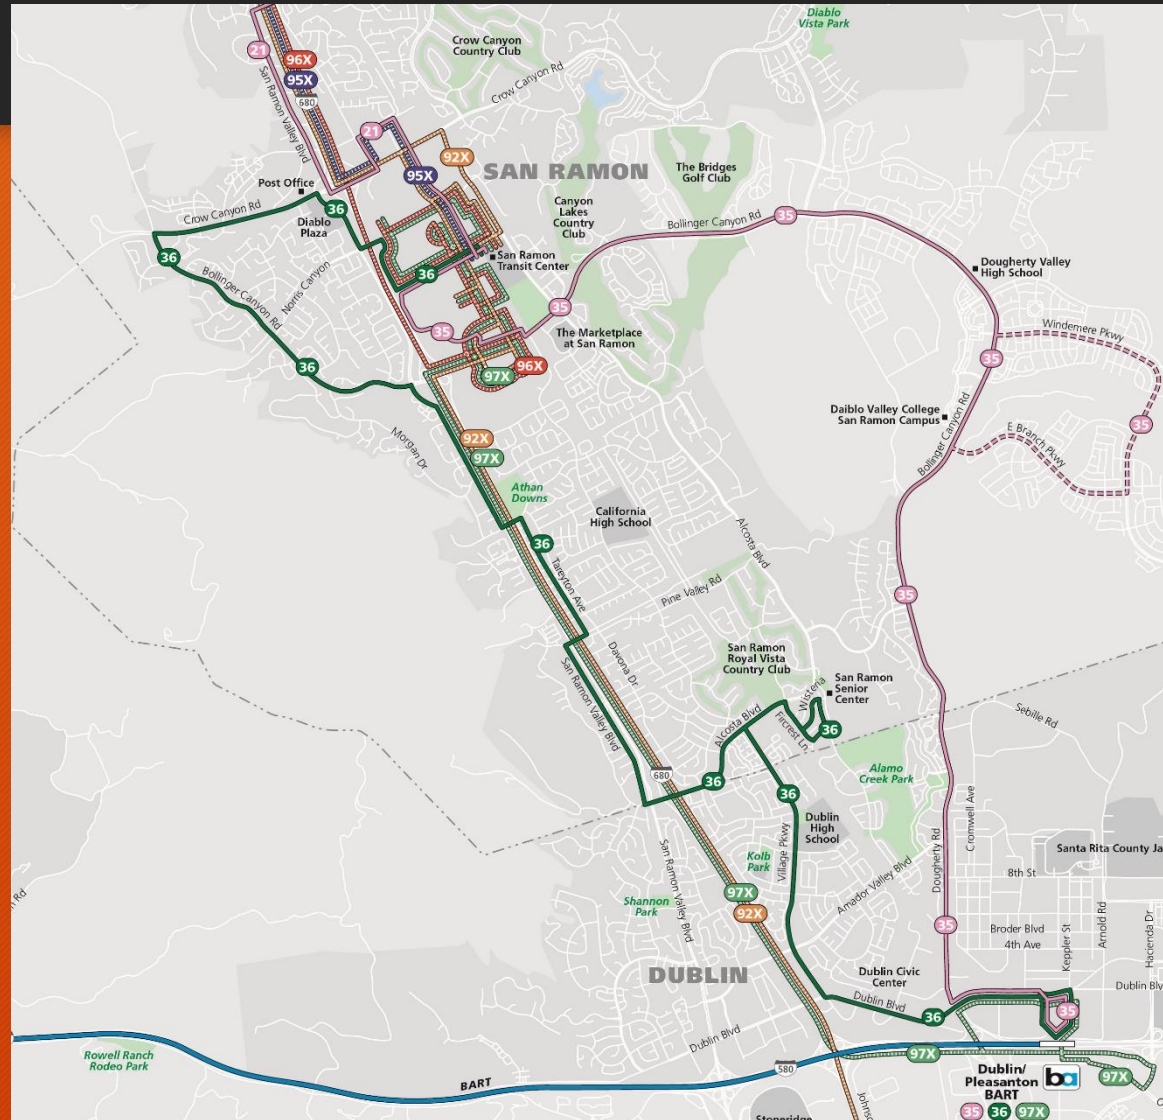 Diablo
Vista Park
Crow Canyon
Country Club
21
96X
95X
680
San Ramon Valley Blvd
Crow Canyon Rd
21
92X
95X
SAN RAMON
The Bridges
Golf Club
Post Office
Crow Canyon Rd
36
Diablo
Plaza
Canyon
Lakes
Country
Club
Bollinger Canyon Rd
35
36
Bollinger Canyon Rd
Norris Canyon
36
San Ramon
Transit Center
Dougherty Valley
High School
35
35
The Marketplace
at San Ramon
Windemere Pkwy
35
36
97X
96X
Daiblo Valley College
San Ramon Campus
Bollinger Canyon Rd
E Branch Pkwy
35
Morgan Dr
92X
97X
Athan
Downs
California
High School
36
Alcosta Blvd
Tareyton Ave
Pine Valley Rd
35
Davona Dr
San Ramon Valley Blvd
San Ramon
Royal Vista
Country Club
Wisteria
San Ramon
Senior
Center
Alcosta Blvd
Fircrest Ln
36
Sebille Rd
680
36
36
Alamo
Creek Park
Dublin
High
School
Village Pkwy
Cromwell Ave
Dougherty Rd
San Ramon Valley Blvd
Kolb
Park
Santa Rita County Ja
8th St
Amador Valley Blvd
97X
92X
Shannon
Park
Rd
35
Broder Blvd
4th Ave
Keppler St
Arnold Rd
Hacienda Dr
DUBLIN
Dublin Civic
Center
Dublin Blvd
36
35
Dublin Blv
Dublin Blvd
Rowell Ranch
Rodeo Park
BART
580
97X
Dublin/
Pleasanton
BART
ba
97X
35 36 97X
Johns
Stoneridge